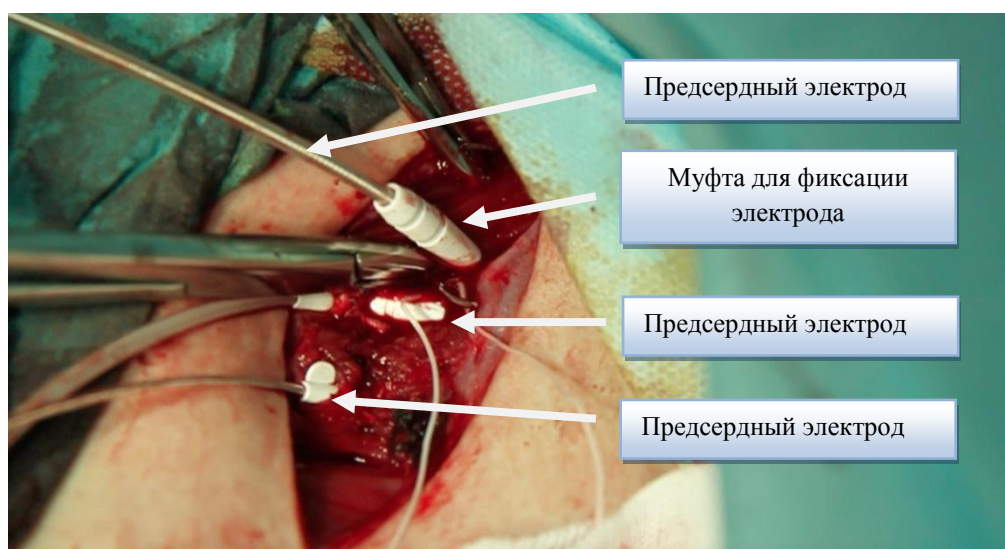 Предсердный электрод
Муфта для фиксации
электрода
Предсердный электрод
Предсердный электрод